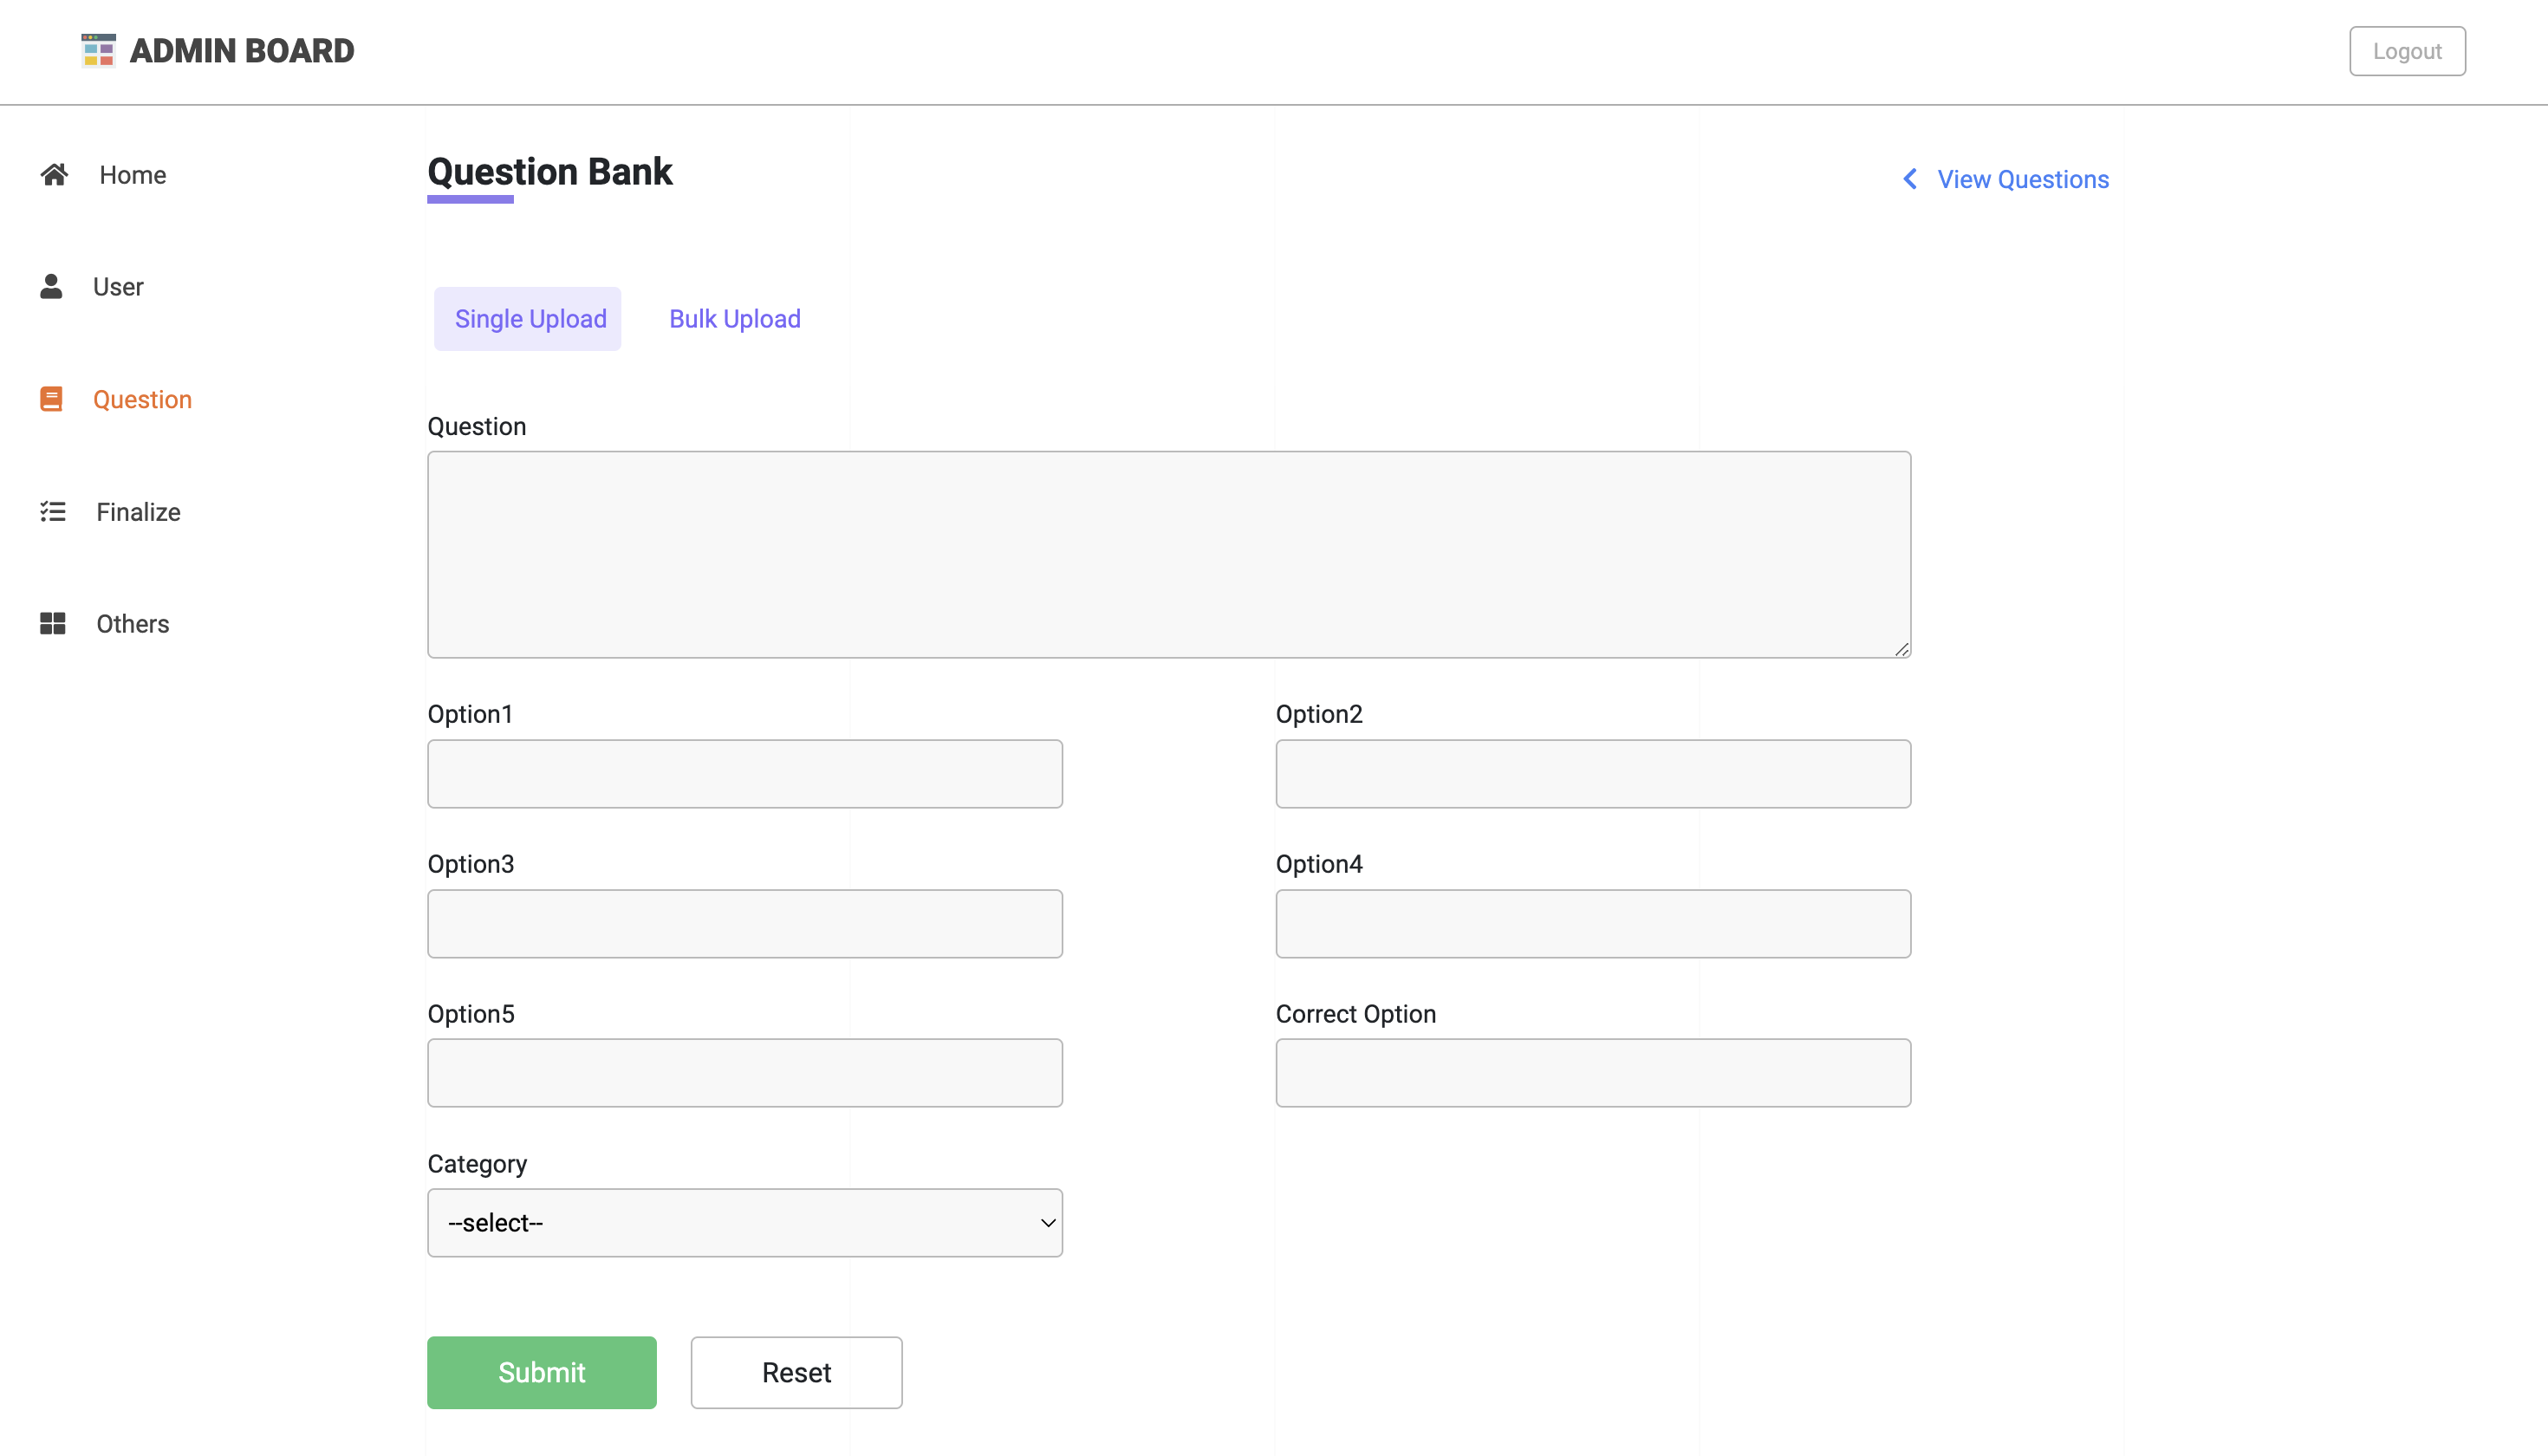 ADMIN BOARD
Logout
Home
User
Question
Finalize
Others
Question Bank
View Questions
Single Upload
Bulk Upload
Question
Option1
Option2
Option3
Option4
Option5
Correct Option
Category
--select--
Submit
Reset